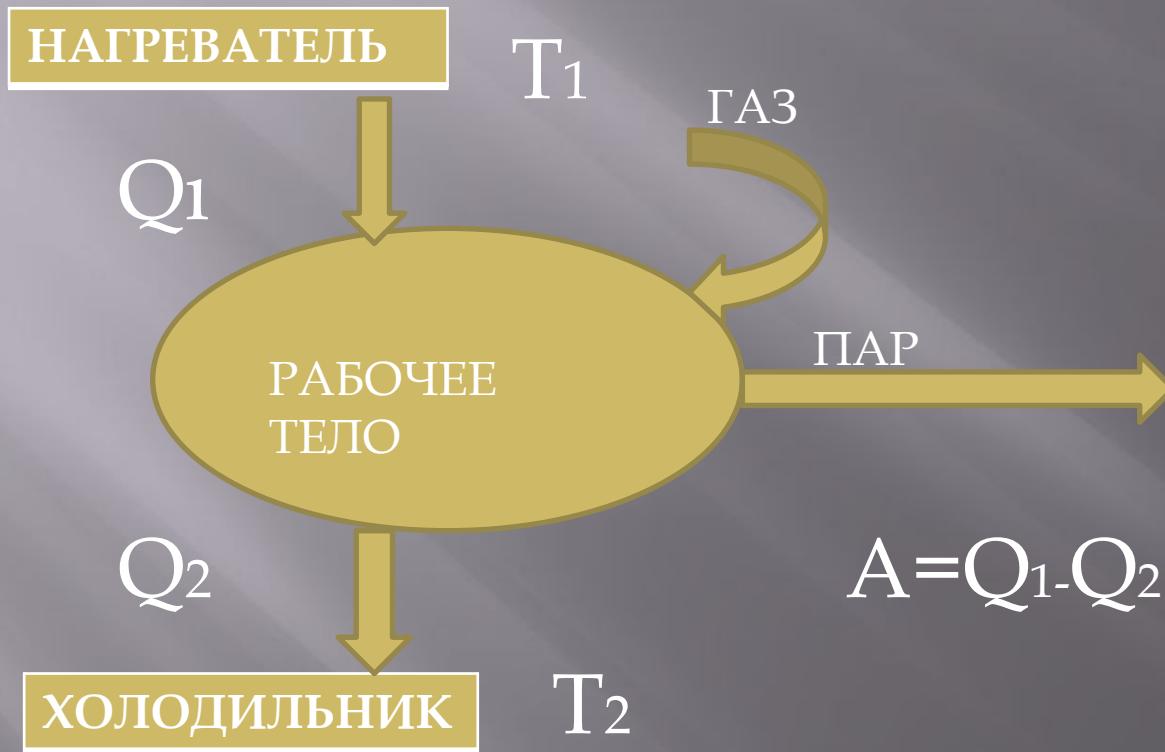 НАГРЕВАТЕЛЬ
T1
ГАЗ
Q1
ПАР
РАБОЧЕЕ
ТЕЛО
Q2
A=Q1-Q2
ХОЛОДИЛЬНИК
T2